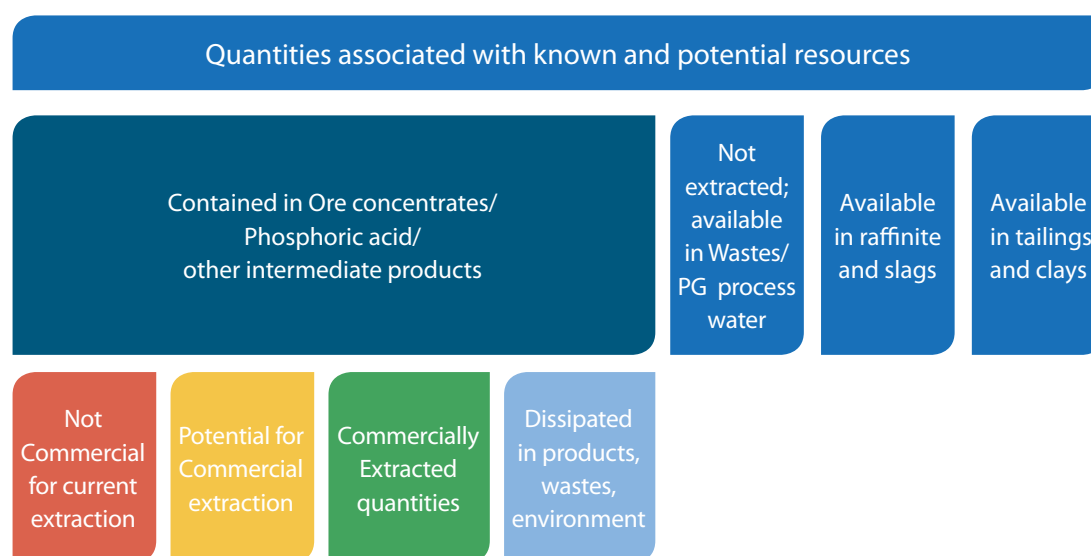 Quantities associated with known and potential resources
Contained in Ore concentrates/
Phosphoric acid/
other intermediate products
Not
extracted;
available
in Wastes/
PG process
water
Available
in raffinite
and slags
Available
in tailings
and clays
Not
Commercial
for current
extraction
Potential for
Commercial
extraction
Commercially
Extracted
quantities
Dissipated
in products,
wastes,
environment